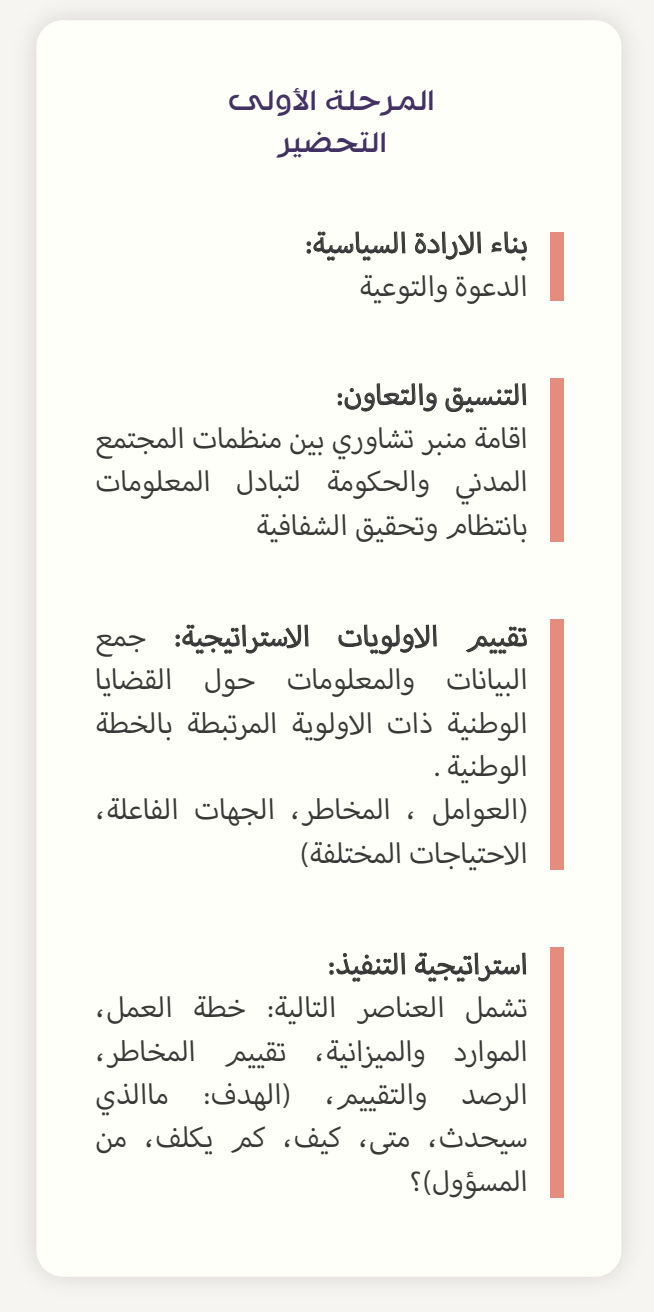 المرحلة الأولى
التحضير
بناء الارادة السياسية:
الدعوة والتوعية
التنسيق والتعاون:
اقامة منبر تشاوري بين منظمات المجتمع
المدني والحكومة لتبادل المعلومات
بانتظام وتحقيق الشفافية
تقييم الاولويات الاستراتيجية: جمع
البيانات والمعلومات حول القضايا
الوطنية ذات الاولوية المرتبطة بالخطة
الوطنية .
(العوامل ، المخاطر، الجهات الفاعلة،
الاحتياجات المختلفة)
استراتيجية التنفيذ:
تشمل العناصر التالية: خطة العمل،
الموارد والميزانية، تقييم المخاطر،
الرصد والتقييم، (الهدف: ماالذي
سيحدث، متى، كيف، كم يكلف، من
المسؤول)؟